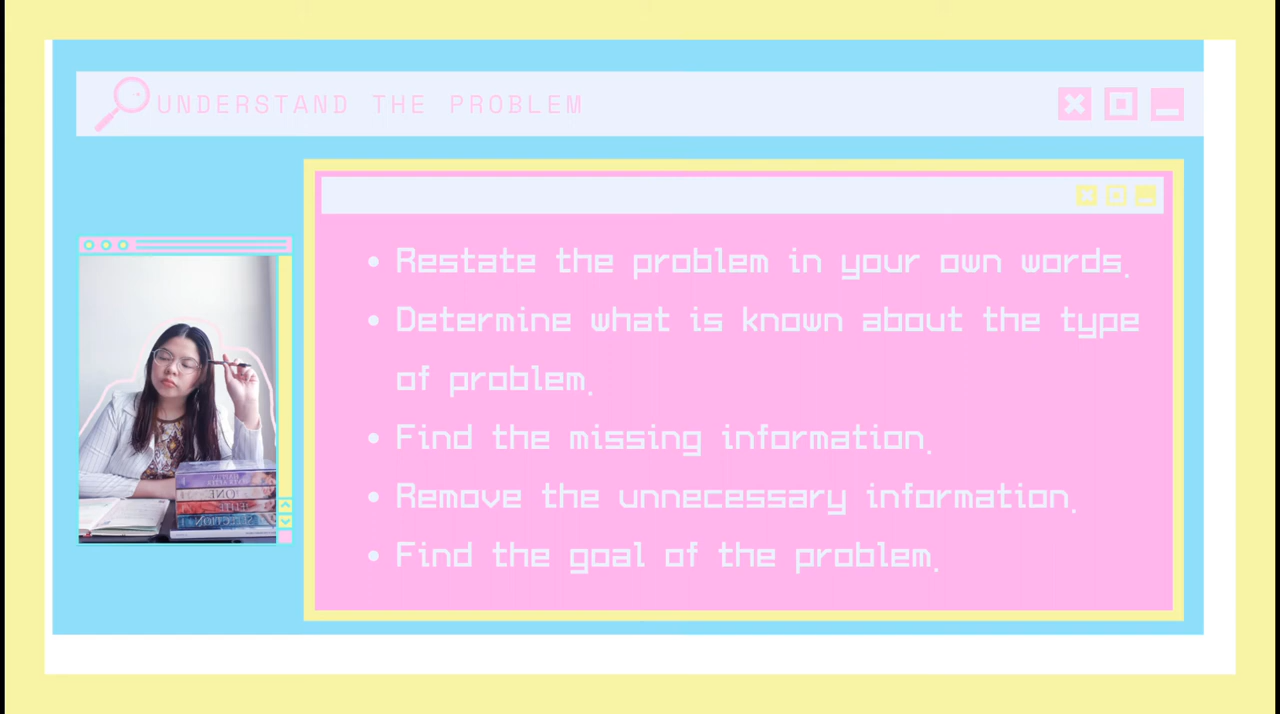 UNDERSTAND THE PROBLEM
• Restate the problem in your own words.
• Determine what is known about the type
of problem.
• Find the missing information.
• Remove the unnecessary information.
• Find the goal of the problem.